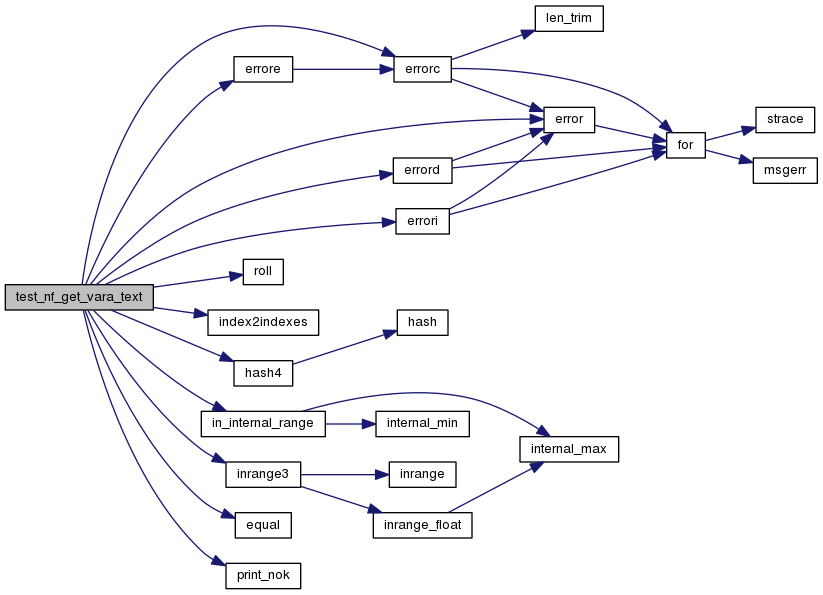 len_trim
errore
errorc
error
strace
for
errord
msgerr
errori
roll
test_nf_get_vara_text
index2indexes
hash
hash4
in_internal_range
internal_min
internal_max
inrange3
inrange
equal
inrange_float
print_nok